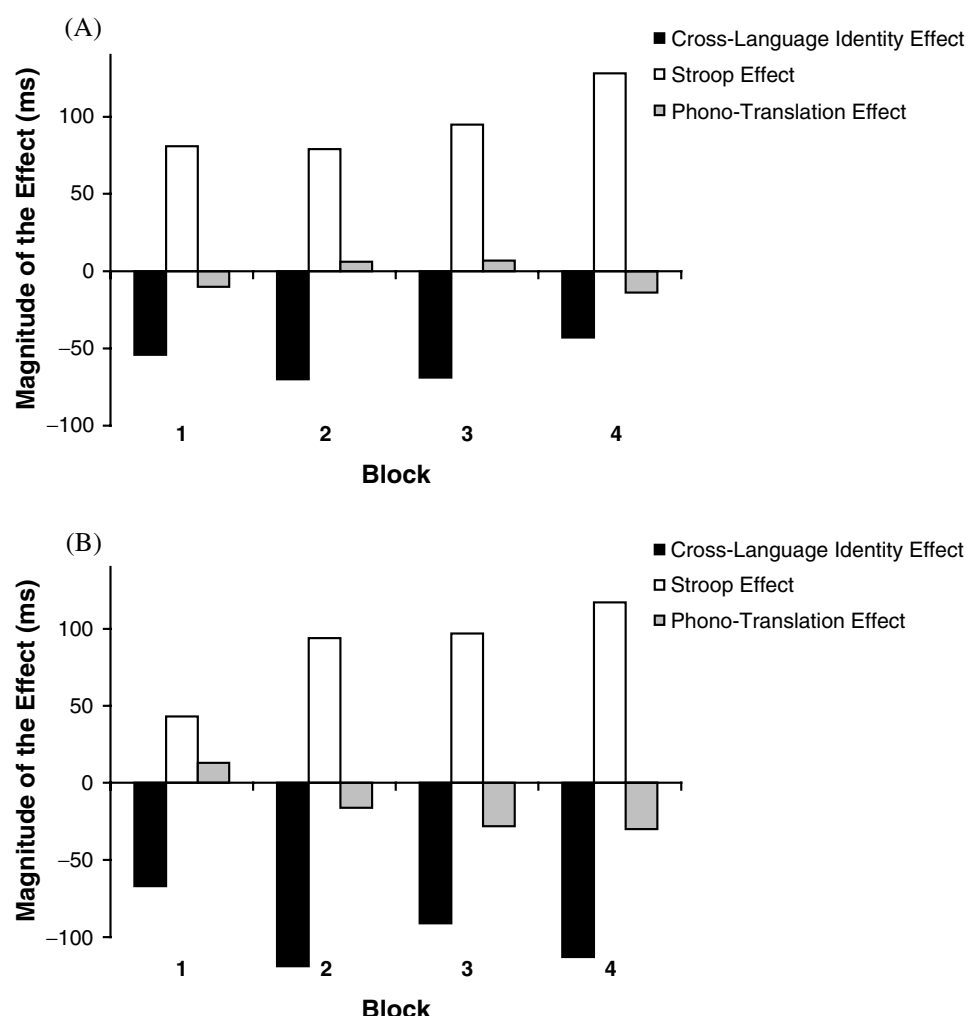 (A)
Cross-Language Identity Effect
Stroop Effect
Phono-Translation Effect
Magnitude of the Effect (ms)
100
50
0
−50
−100
1 2 3 4
Block
(B)
Cross-Language Identity Effect
Stroop Effect
Phono-Translation Effect
Magnitude of the Effect (ms)
100
50
0
−50
−100
1 2 3 4
Block